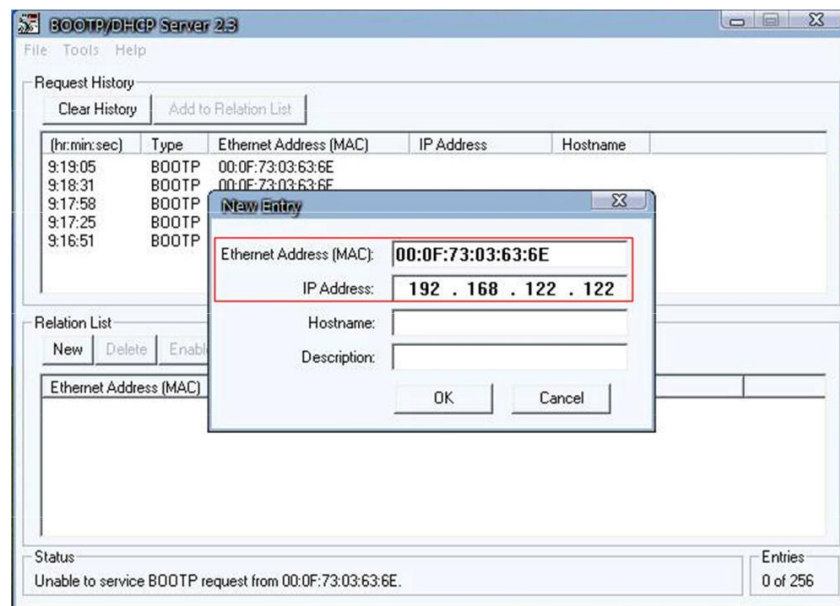 BOOTP/DHCP Server 2.3
File Tools Help
Request History
Clear History Add to Relation List
(hr:min:sec) Type Ethernet Address (MAC) IP Address Hostname
9:19:05 BOOTP 00:0F:73:03:63:6E
9:18:31 BOOTP 00:0F:73:03:63:6E
9:17:58 BOOTP
9:17:25 BOOTP
9:16:51 BOOTP
New Entry
Ethernet Address (MAC): 00:0F:73:03:63:6E
IP Address: 192 . 168 . 122 . 122
Hostname:
Description:
OK Cancel
Relation List
New Delete
Ethernet Address (MAC)
Status
Unable to service BOOTP request from 00:0F:73:03:63:6E.
Entries
0 of 256